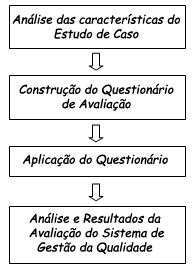 Análise das características do
Estudo de Caso
Construção do Questionário
de Avaliação
Aplicação do Questionário
Análise e Resultados da
Avaliação do Sistema de
Gestão da Qualidade